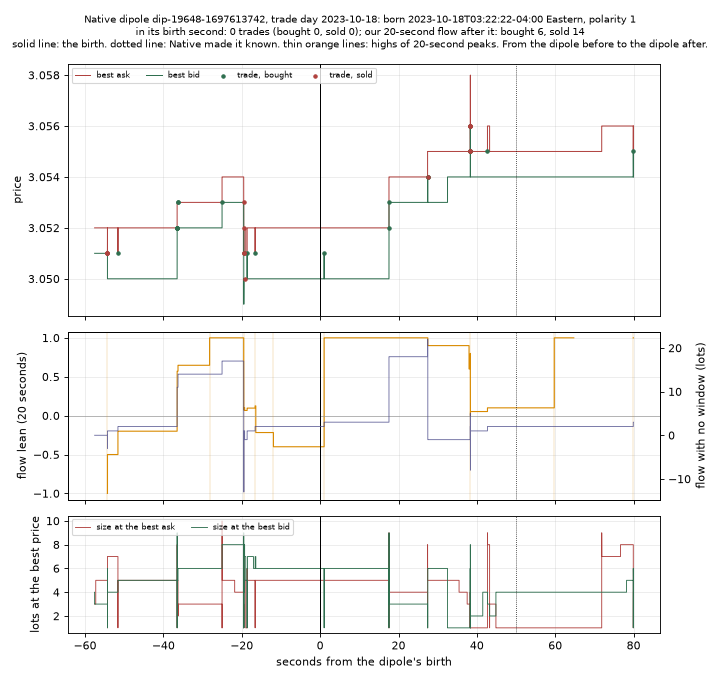 Native dipole dip-19648-1697613742, trade day 2023-10-18: born 2023-10-18T03:22:22-04:00 Eastern, polarity 1
in its birth second: 0 trades (bought 0, sold 0); our 20-second flow after it: bought 6, sold 14
solid line: the birth. dotted line: Native made it known. thin orange lines: highs of 20-second peaks. From the dipole before to the dipole after.
best ask
best bid
trade, bought
trade, sold
3.058
3.056
3.054
3.052
3.050
price
1.0
0.5
0.0
−0.5
−1.0
flow lean (20 seconds)
20
10
0
−10
flow with no window (lots)
size at the best ask
size at the best bid
10
8
6
4
2
lots at the best price
−60
−40
−20
0
20
40
60
80
seconds from the dipole's birth